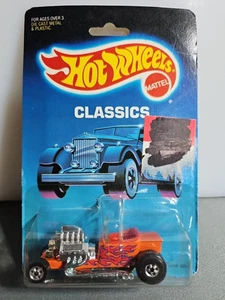 FOR AGES OVER 3
DIE CAST METAL
& PLASTIC
Hot Wheels
MATTEL
CLASSICS